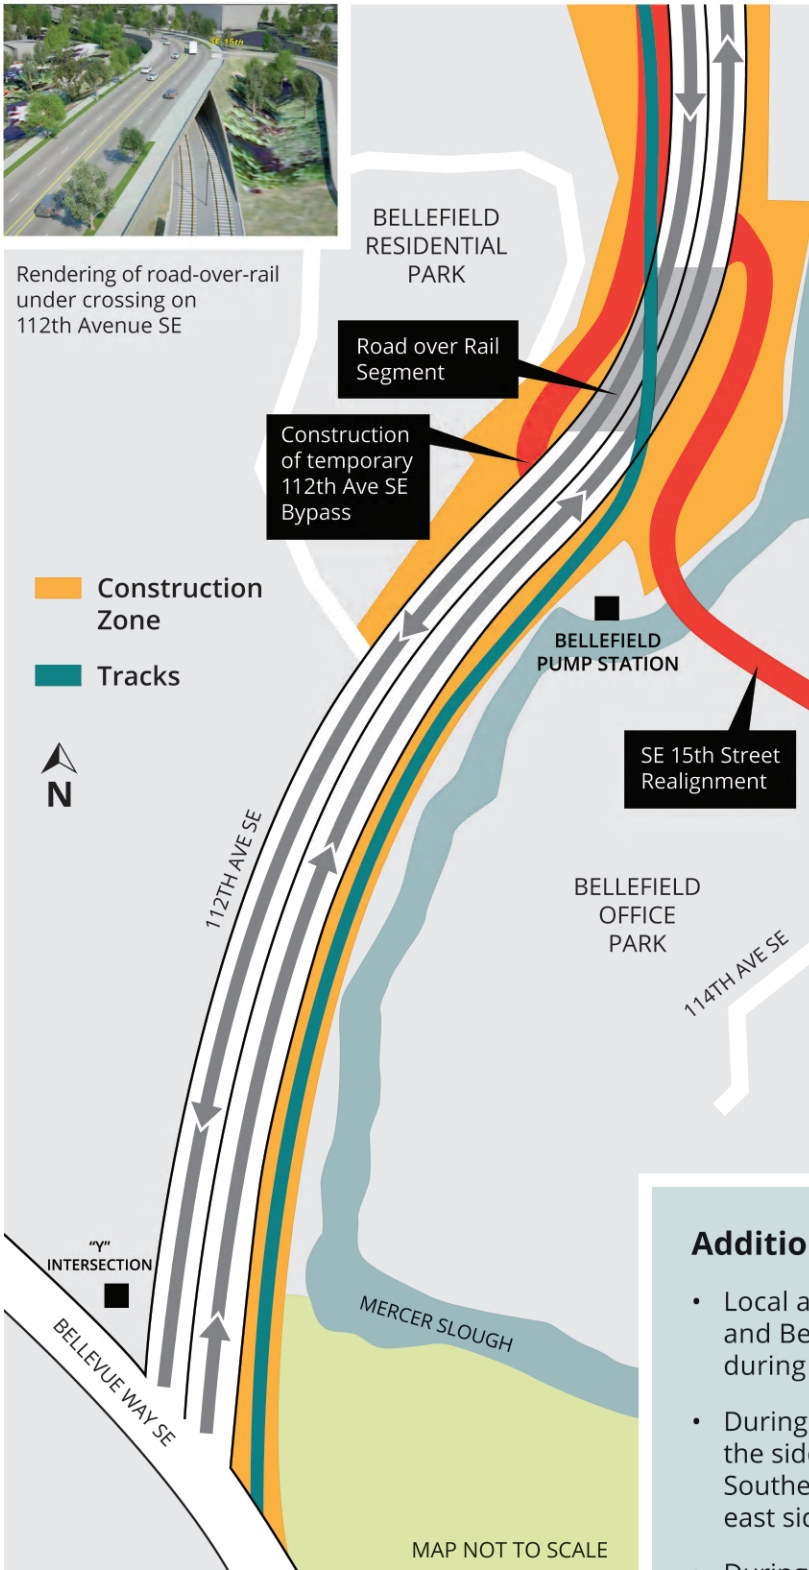 SE 15th
Rendering of road-over-rail
under crossing on
112th Avenue SE
BELLEFIELD
RESIDENTIAL
PARK
Road over Rail
Segment
Construction
of temporary
112th Ave SE
Bypass
Construction
Zone
Tracks
N
BELLEFIELD
PUMP STATION
SE 15th Street
Realignment
112TH AVE SE
BELLEFIELD
OFFICE
PARK
114TH AVE SE
"Y"
INTERSECTION
BELLEVUE WAY SE
MERCER SLOUGH
MAP NOT TO SCALE
Additio
• Local a
and Be
during
• During
the side
Southe
east sid
• During